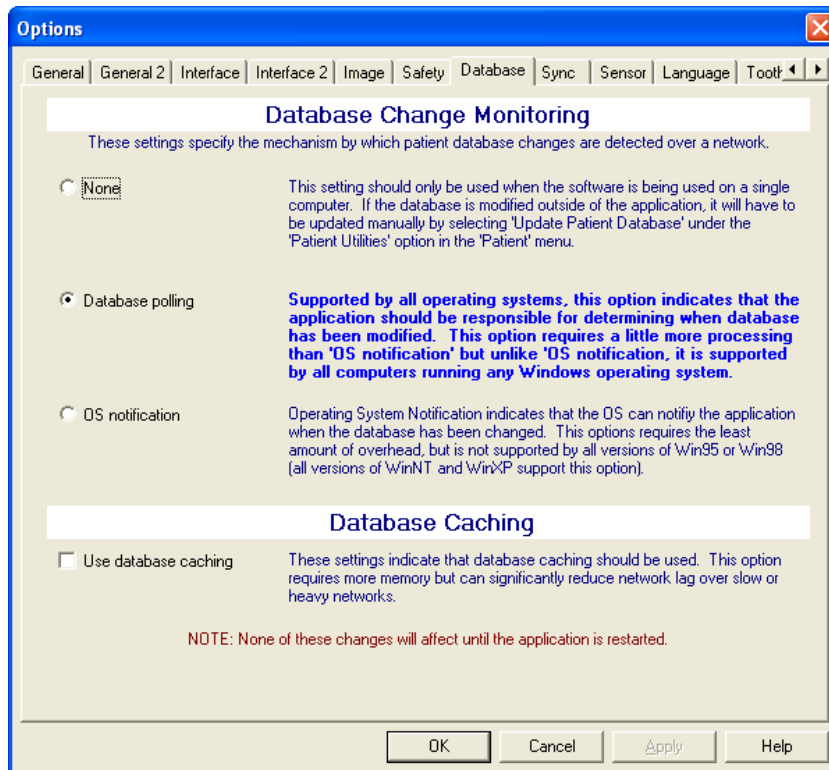 Options
General General 2 Interface Interface 2 Image Safety Database Sync Sensor Language Tooth
Database Change Monitoring
These settings specify the mechanism by which patient database changes are detected over a network.
None
This setting should only be used when the software is being used on a single
computer. If the database is modified outside of the application, it will have to
be updated manually by selecting 'Update Patient Database' under the
'Patient Utilities' option in the 'Patient' menu.
Database polling
Supported by all operating systems, this option indicates that the
application should be responsible for determining when database
has been modified. This option requires a little more processing
than 'OS notification' but unlike 'OS notification, it is supported
by all computers running any Windows operating system.
OS notification
Operating System Notification indicates that the OS can notifiy the application
when the database has been changed. This options requires the least
amount of overhead, but is not supported by all versions of Win95 or Win98
(all versions of WinNT and WinXP support this option).
Database Caching
Use database caching
These settings indicate that database caching should be used. This option
requires more memory but can significantly reduce network lag over slow or
heavy networks.
NOTE: None of these changes will affect until the application is restarted.
OK Cancel Apply Help